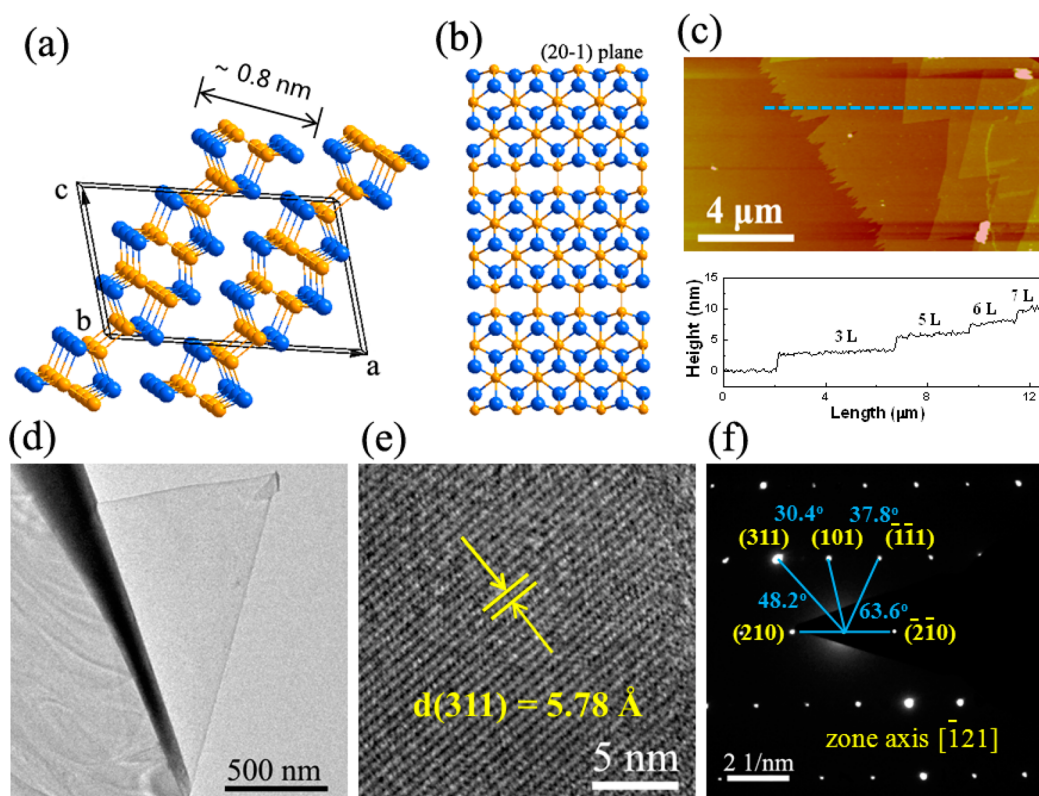 (a)
~ 0.8 nm
c
b
a
(b)
(20-1) plane
(c)
4 μm
Height (nm)
15
10
5
0
3 L
5 L
6 L
7 L
0
4
8
12
Length (μm)
(d)
500 nm
(e)
d(311) = 5.78 Å
5 nm
(f)
30.4° 37.8°
(311) (101) (1̅1̅1)
48.2° 63.6°
(210) (2̅1̅0)
zone axis [1̅21]
2 1/nm